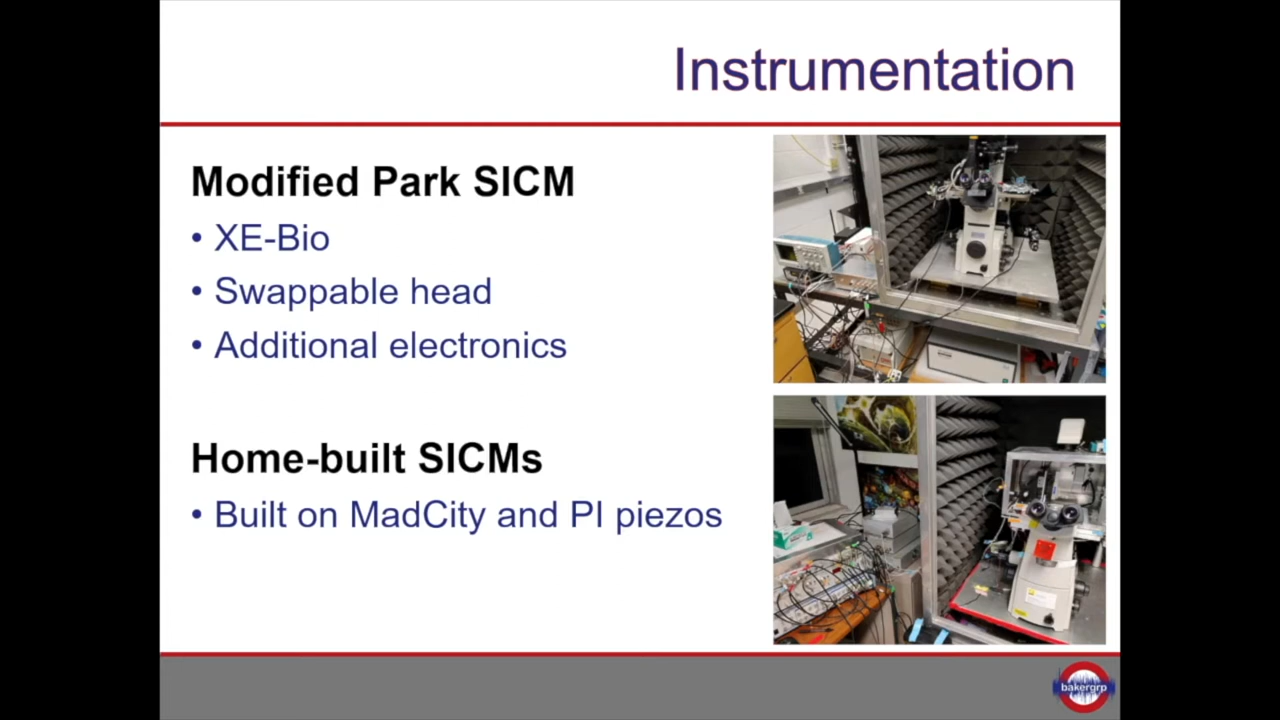 Instrumentation
Modified Park SICM
• XE-Bio
• Swappable head
• Additional electronics
Home-built SICMs
• Built on MadCity and PI piezos
bakergrp